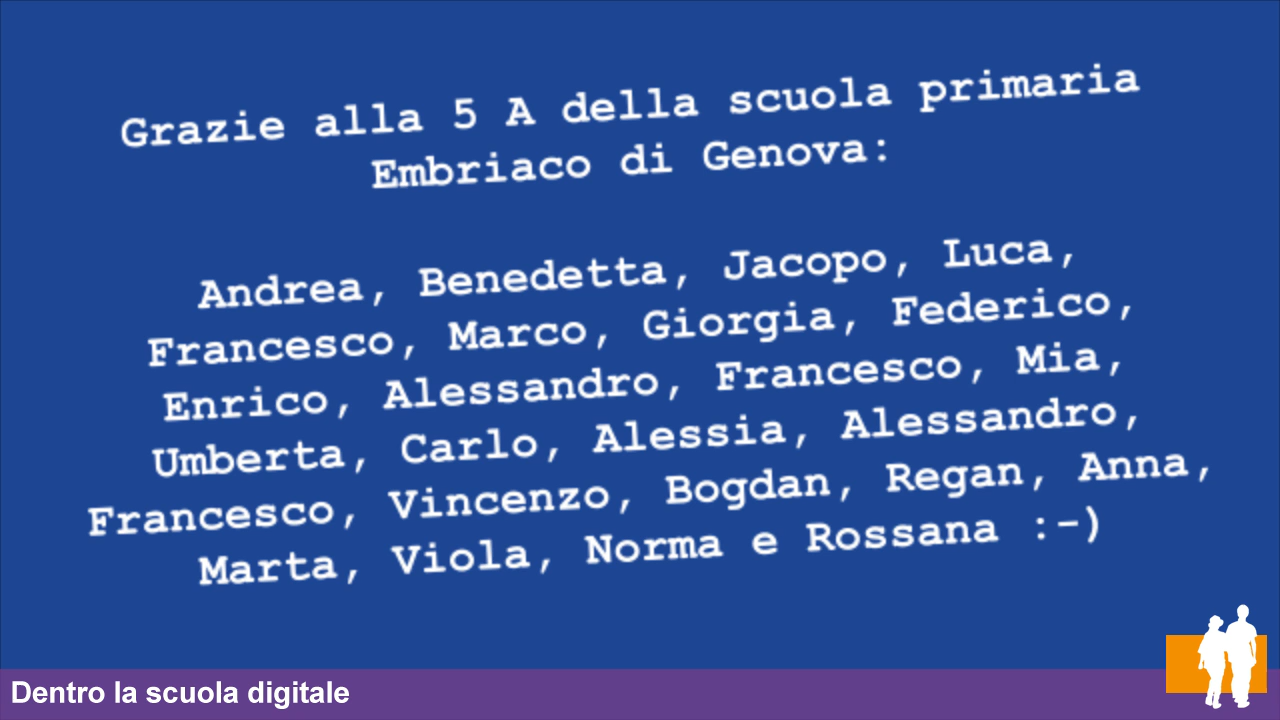 Grazie alla 5 A della scuola primaria
Embriaco di Genova:
Andrea, Benedetta, Jacopo, Luca,
Francesco, Marco, Giorgia, Federico,
Enrico, Alessandro, Francesco, Mia,
Umberta, Carlo, Alessia, Alessandro,
Francesco, Vincenzo, Bogdan, Regan, Anna,
Marta, Viola, Norma e Rossana :-)
Dentro la scuola digitale